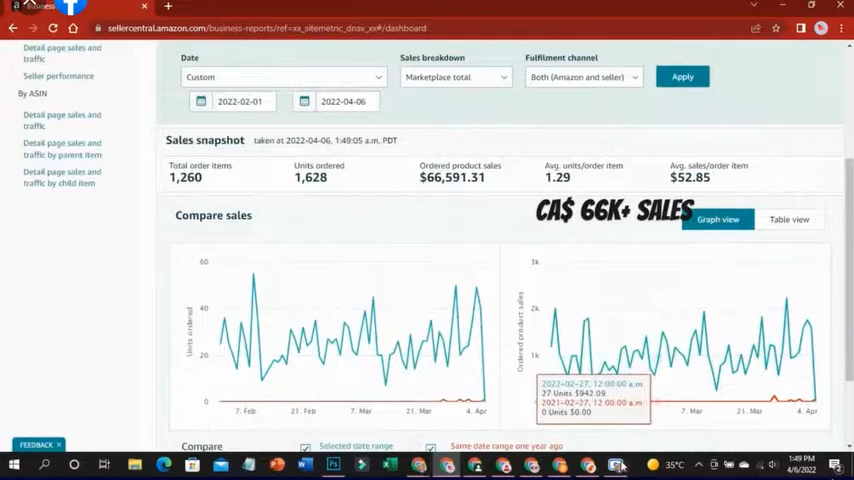 Business
sellercentral.amazon.com/business-reports/ref=xx_sitemetric_dnav_xx#/dashboard
Detail page sales and
traffic
Seller performance
By ASIN
Detail page sales and
traffic
Detail page sales and
traffic by parent item
Detail page sales and
traffic by child item
Date
Sales breakdown
Fulfilment channel
Custom
Marketplace total
Both (Amazon and seller)
Apply
2022-02-01
2022-04-06
Sales snapshot taken at 2022-04-06, 1:49:05 a.m. PDT
Total order items
Units ordered
Ordered product sales
Avg. units/order item
Avg. sales/order item
1,260
1,628
$66,591.31
1.29
$52.85
Compare sales
CA$ 66K+ SALES
Graph view
Table view
Units ordered
60
40
20
0
7. Feb
21. Feb
7. Mar
21. Mar
4. Apr
Ordered product sales
3k
2k
1k
0
2022-02-27, 12:00:00 a.m.
27 Units $942.09
2021-02-27, 12:00:00 a.m.
0 Units $0.00
7. Mar
21. Mar
4. Apr
Compare
Selected date range
Same date range one year ago
FEEDBACK
35°C
1:49 PM
4/6/2022